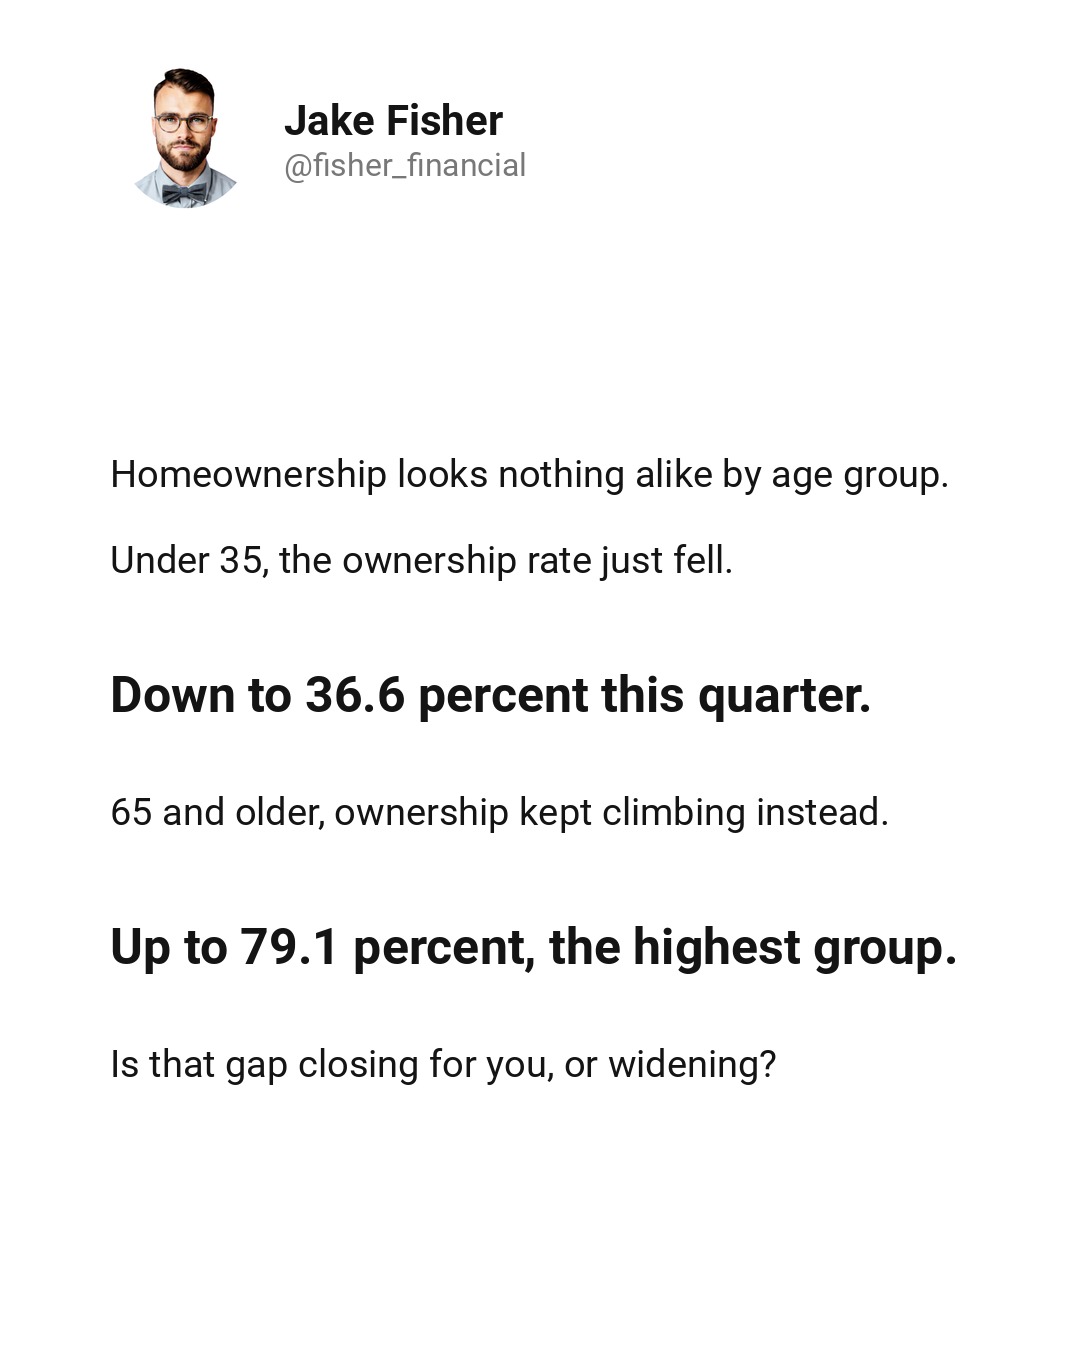 Jake Fisher
@fisher_financial
Homeownership looks nothing alike by age group.
Under 35, the ownership rate just fell.
Down to 36.6 percent this quarter.
65 and older, ownership kept climbing instead.
Up to 79.1 percent, the highest group.
Is that gap closing for you, or widening?